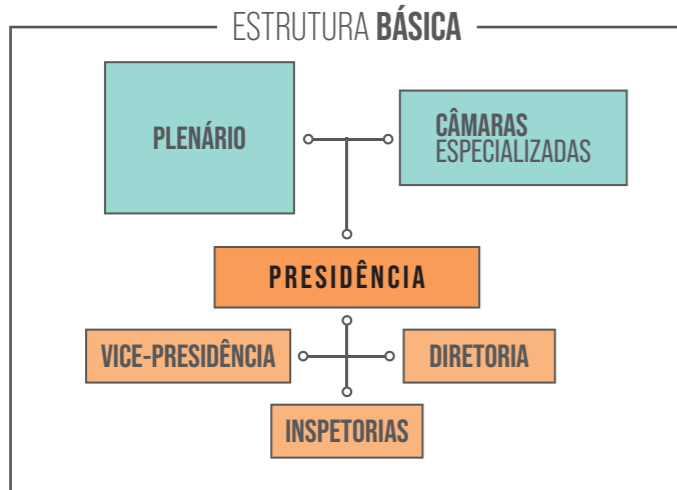 ESTRUTURA BÁSICA
PLENÁRIO
CÂMARAS
ESPECIALIZADAS
PRESIDÊNCIA
VICE-PRESIDÊNCIA
DIRETORIA
INSPETORIAS